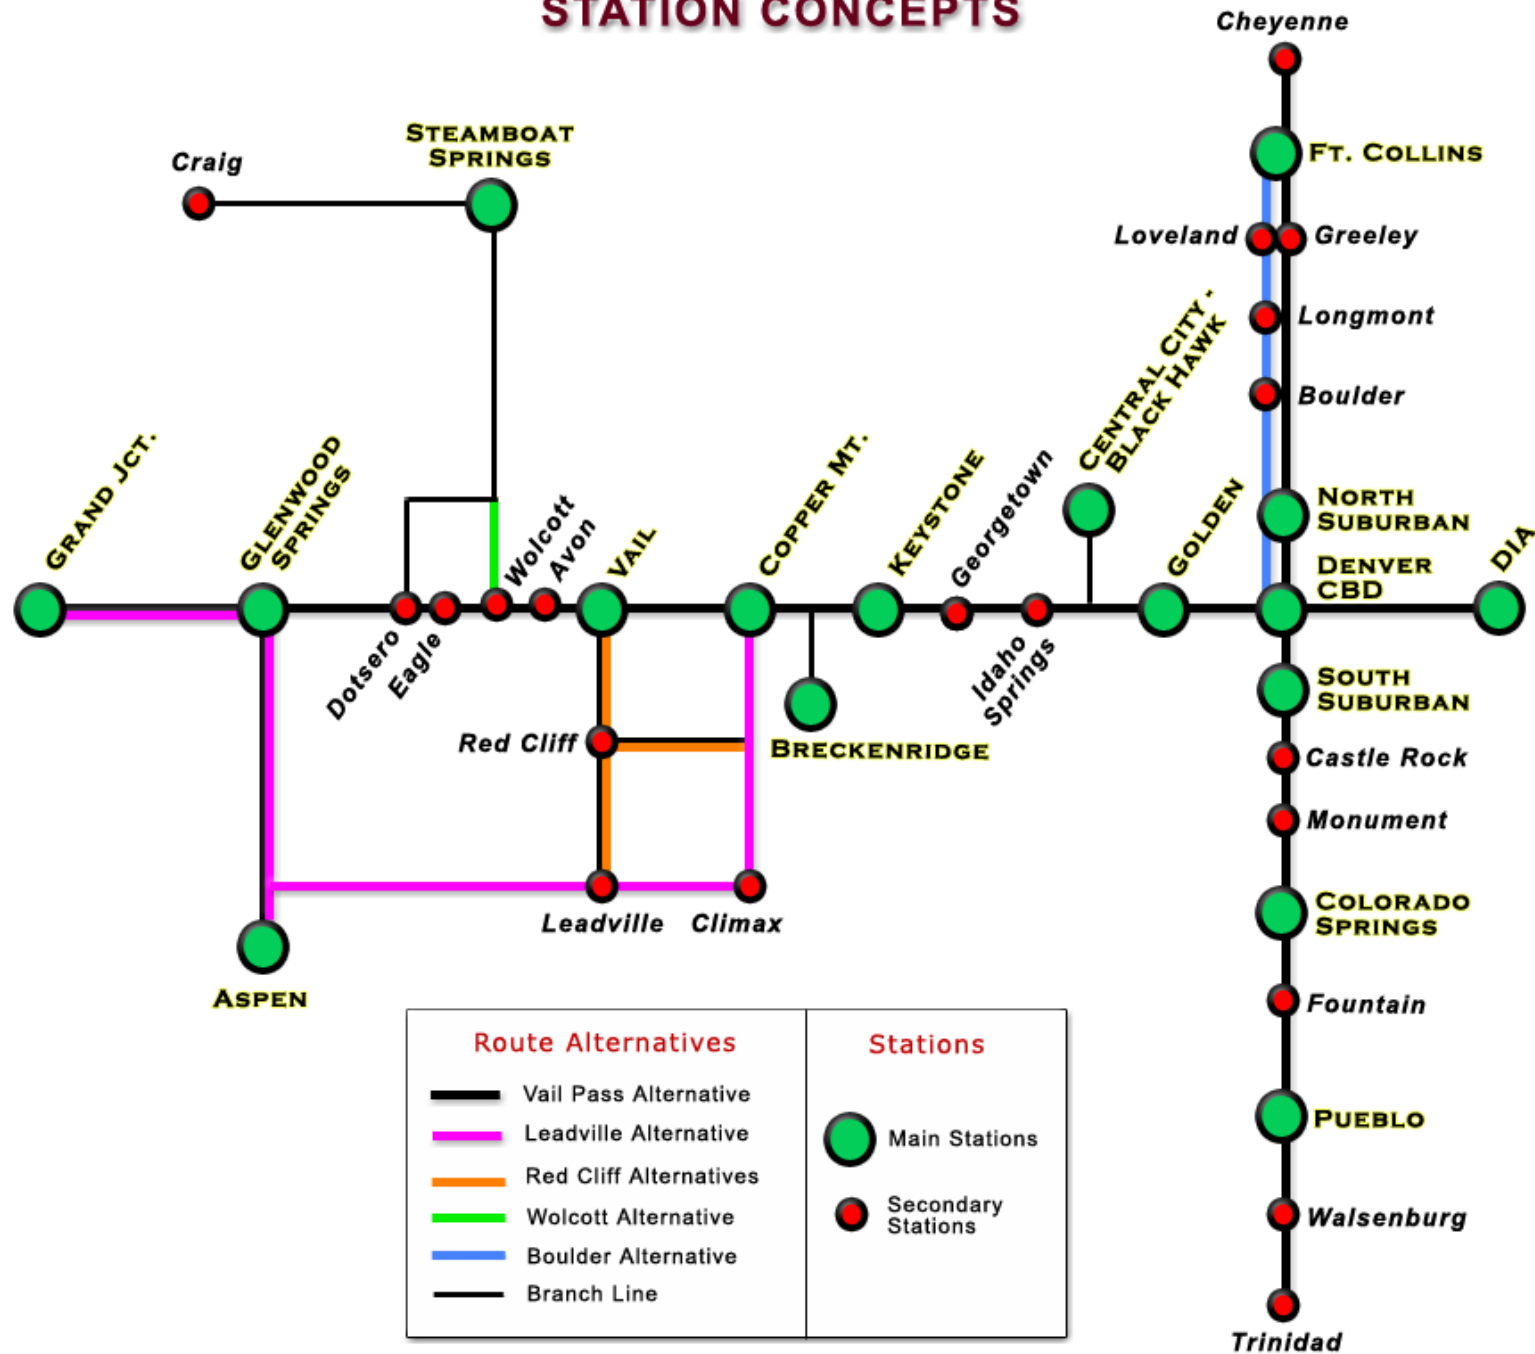 STATION CONCEPTS
Cheyenne
STEAMBOAT
SPRINGS
Craig
FT. COLLINS
Loveland
Greeley
Longmont
Boulder
CENTRAL CITY -
BLACK HAWK
GRAND JCT.
GLENWOOD
SPRINGS
Wolcott
Avon
VAIL
COPPER MT.
KEYSTONE
Georgetown
GOLDEN
NORTH
SUBURBAN
DIA
DENVER
CBD
Dotsero
Eagle
Idaho
Springs
SOUTH
SUBURBAN
Red Cliff
BRECKENRIDGE
Castle Rock
Monument
COLORADO
SPRINGS
Leadville
Climax
ASPEN
Fountain
PUEBLO
Walsenburg
Trinidad
Route Alternatives
Vail Pass Alternative
Leadville Alternative
Red Cliff Alternatives
Wolcott Alternative
Boulder Alternative
Branch Line
Stations
Main Stations
Secondary
Stations